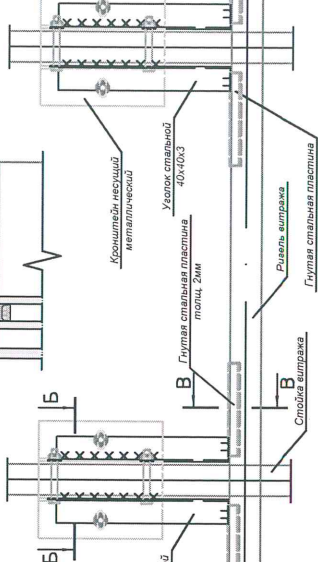 Кронштейн несущий
металлический
Уголок стальной
40х40х3
Гнутая стальная пластина
толщ. 2мм
Ригель витража
Гнутая стальная пластина
Б
Б
В
В
Стойка витража
й